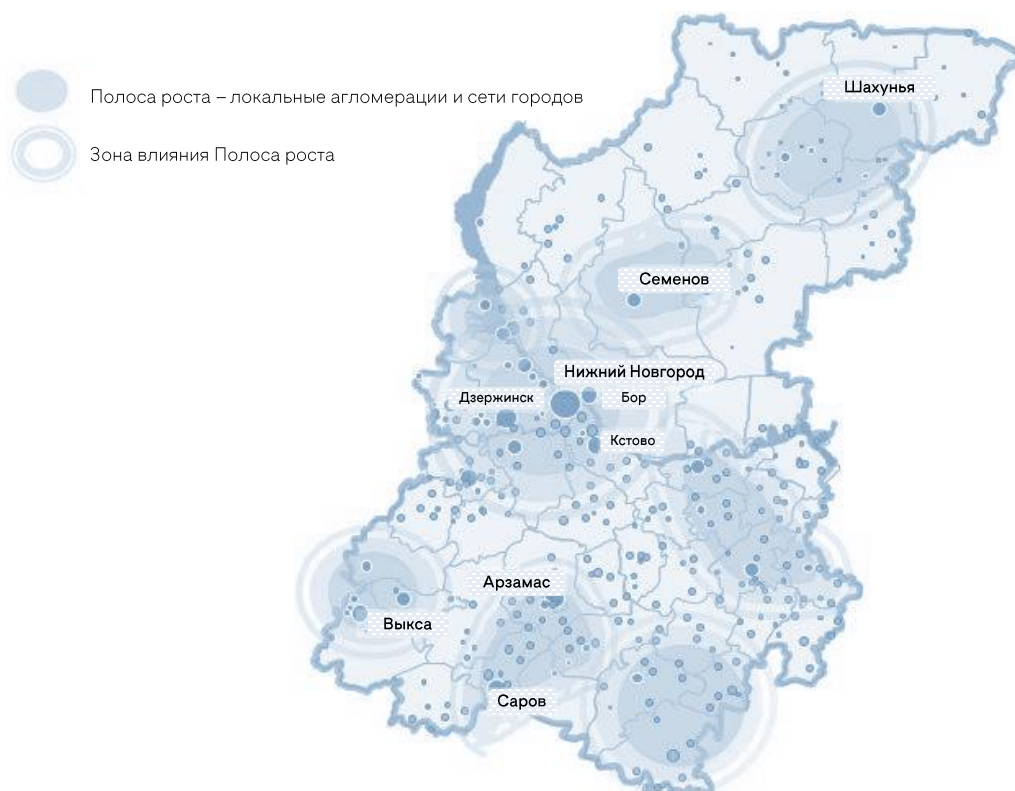 Шахунья
Полоса роста – локальные агломерации и сети городов
Зона влияния Полоса роста
Семенов
Нижний Новгород
Дзержинск
Бор
Кстово
Арзамас
Выкса
Саров